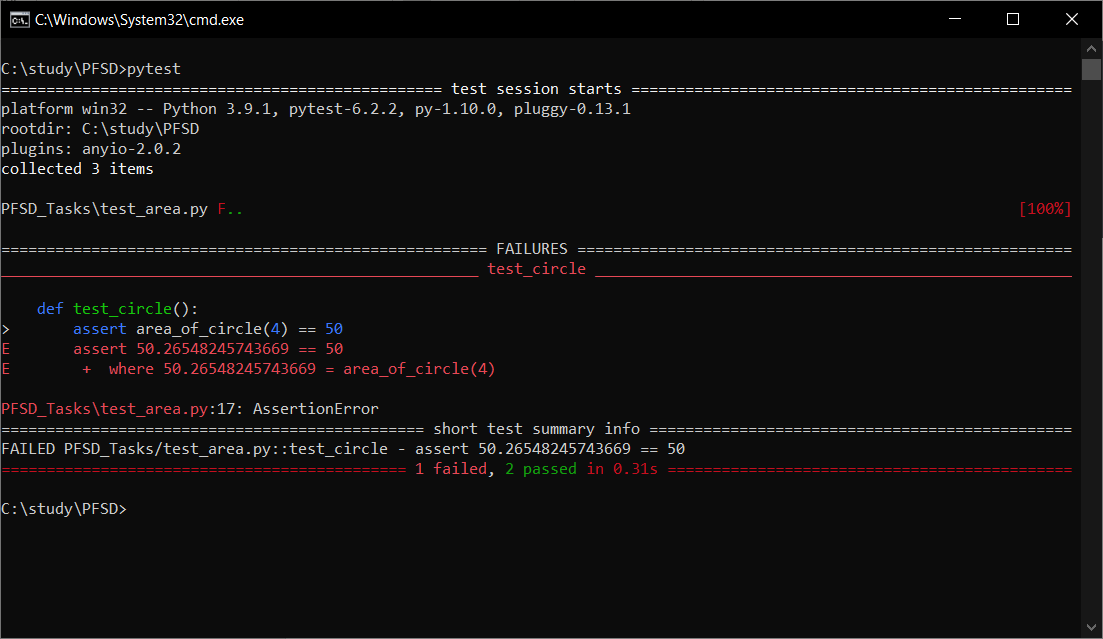 C:\Windows\System32\cmd.exe
C:\study\PFSD>pytest
================================================= test session starts =================================================
platform win32 -- Python 3.9.1, pytest-6.2.2, py-1.10.0, pluggy-0.13.1
rootdir: C:\study\PFSD
plugins: anyio-2.0.2
collected 3 items
PFSD_Tasks\test_area.py F.. [100%]
====================================================== FAILURES =======================================================
_____________________________________________________ test_circle _____________________________________________________
def test_circle():
> assert area_of_circle(4) == 50
E assert 50.26548245743669 == 50
E + where 50.26548245743669 = area_of_circle(4)
PFSD_Tasks\test_area.py:17: AssertionError
=============================================== short test summary info ===============================================
FAILED PFSD_Tasks/test_area.py::test_circle - assert 50.26548245743669 == 50
============================================= 1 failed, 2 passed in 0.31s =============================================
C:\study\PFSD>